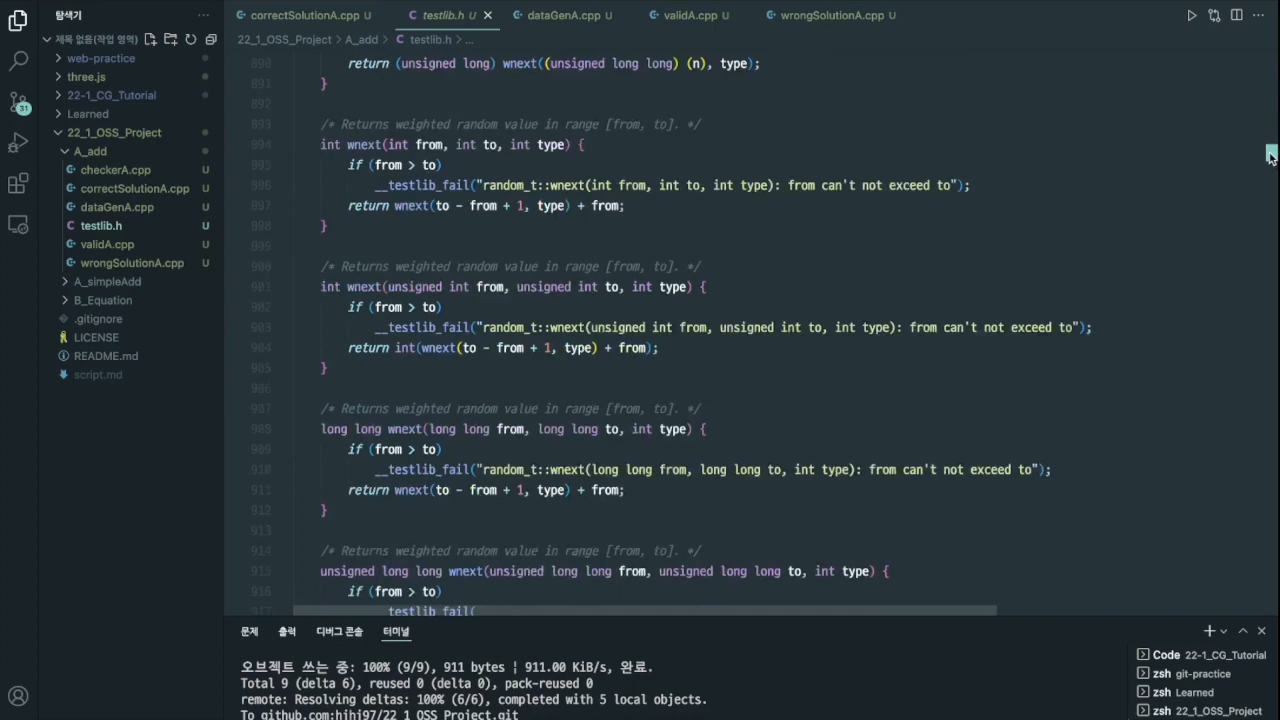 탐색기 ···
제목 없음(작업 영역)
web-practice
three.js
22-1_CG_Tutorial
Learned
22_1_OSS_Project
A_add
checkerA.cpp U
correctSolutionA.cpp U
dataGenA.cpp U
testlib.h U
validA.cpp U
wrongSolutionA.cpp U
A_simpleAdd
B_Equation
.gitignore
LICENSE
README.md
script.md
31
correctSolutionA.cpp U testlib.h U dataGenA.cpp U validA.cpp U wrongSolutionA.cpp U
22_1_OSS_Project > A_add > testlib.h > ...
890 return (unsigned long) wnext((unsigned long long) (n), type);
891 }
892
893 /* Returns weighted random value in range [from, to]. */
894 int wnext(int from, int to, int type) {
895 if (from > to)
896 __testlib_fail("random_t::wnext(int from, int to, int type): from can't not exceed to");
897 return wnext(to - from + 1, type) + from;
898 }
899
900 /* Returns weighted random value in range [from, to]. */
901 int wnext(unsigned int from, unsigned int to, int type) {
902 if (from > to)
903 __testlib_fail("random_t::wnext(unsigned int from, unsigned int to, int type): from can't not exceed to");
904 return int(wnext(to - from + 1, type) + from);
905 }
906
907 /* Returns weighted random value in range [from, to]. */
908 long long wnext(long long from, long long to, int type) {
909 if (from > to)
910 __testlib_fail("random_t::wnext(long long from, long long to, int type): from can't not exceed to");
911 return wnext(to - from + 1, type) + from;
912 }
913
914 /* Returns weighted random value in range [from, to]. */
915 unsigned long long wnext(unsigned long long from, unsigned long long to, int type) {
916 if (from > to)
917 __testlib_fail(
문제 출력 디버그 콘솔 터미널
오브젝트 쓰는 중: 100% (9/9), 911 bytes | 911.00 KiB/s, 완료.
Total 9 (delta 6), reused 0 (delta 0), pack-reused 0
remote: Resolving deltas: 100% (6/6), completed with 5 local objects.
To github.com:hihi97/22_1_OSS_Project.git
Code 22-1_CG_Tutorial
zsh git-practice
zsh Learned
zsh 22_1_OSS_Project